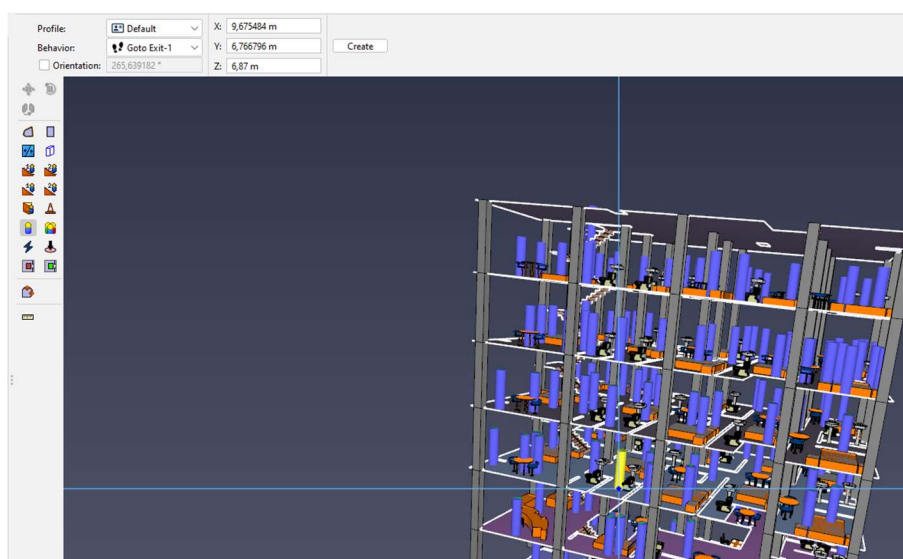 Profile: Default X: 9,675484 m
Behavior: Goto Exit-1 Y: 6,766796 m Create
Orientation: 265,639182 ° Z: 6,87 m